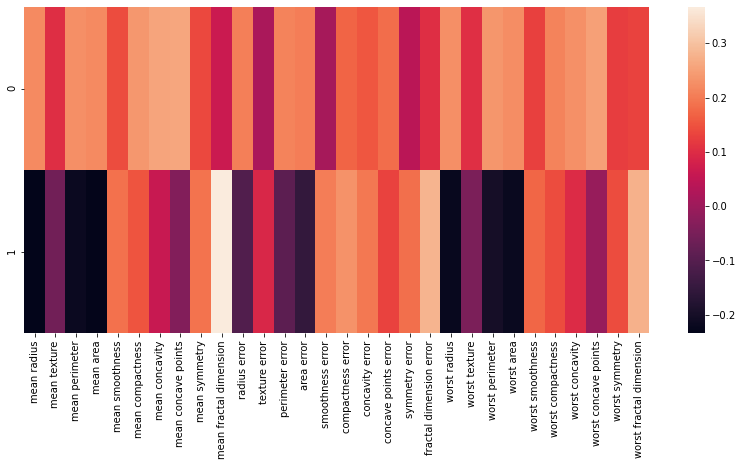 0
1
mean radius
mean texture
mean perimeter
mean area
mean smoothness
mean compactness
mean concavity
mean concave points
mean symmetry
mean fractal dimension
radius error
texture error
perimeter error
area error
smoothness error
compactness error
concavity error
concave points error
symmetry error
fractal dimension error
worst radius
worst texture
worst perimeter
worst area
worst smoothness
worst compactness
worst concavity
worst concave points
worst symmetry
worst fractal dimension
0.3
0.2
0.1
0.0
−0.1
−0.2